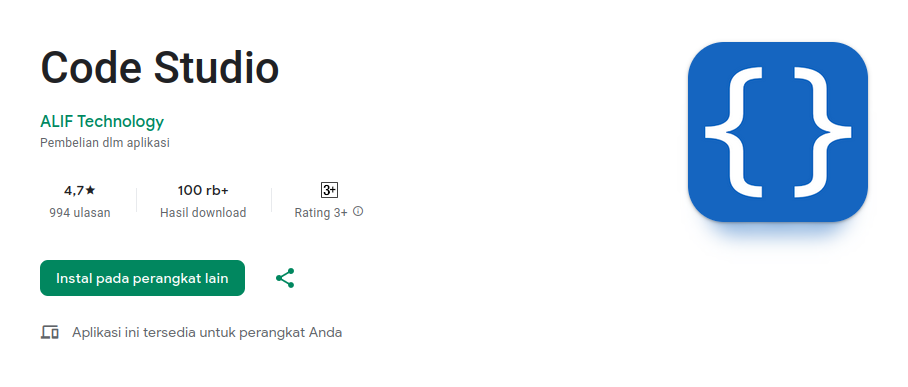 Code Studio
ALIF Technology
Pembelian dlm aplikasi
4,7★ 100 rb+ 3+
994 ulasan Hasil download Rating 3+
Instal pada perangkat lain
Aplikasi ini tersedia untuk perangkat Anda
{ }